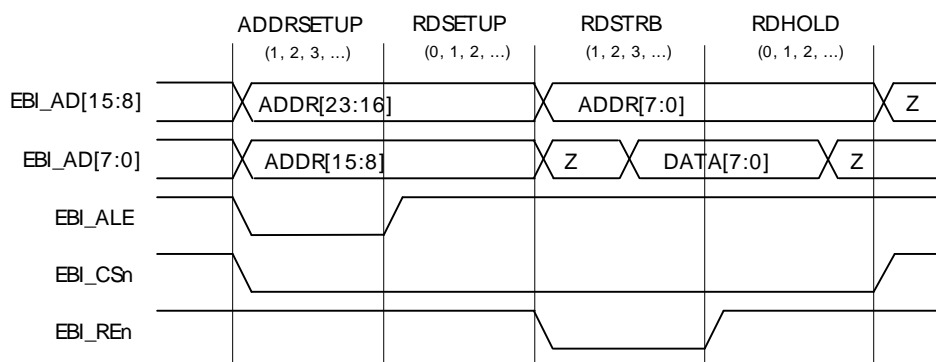 ADDRSETUP RDSETUP RDSTRB RDHOLD
(1, 2, 3, ...) (0, 1, 2, ...) (1, 2, 3, ...) (0, 1, 2, ...)
EBI_AD[15:8] ADDR[23:16] ADDR[7:0] Z
EBI_AD[7:0] ADDR[15:8] Z DATA[7:0] Z
EBI_ALE
EBI_CSn
EBI_REn